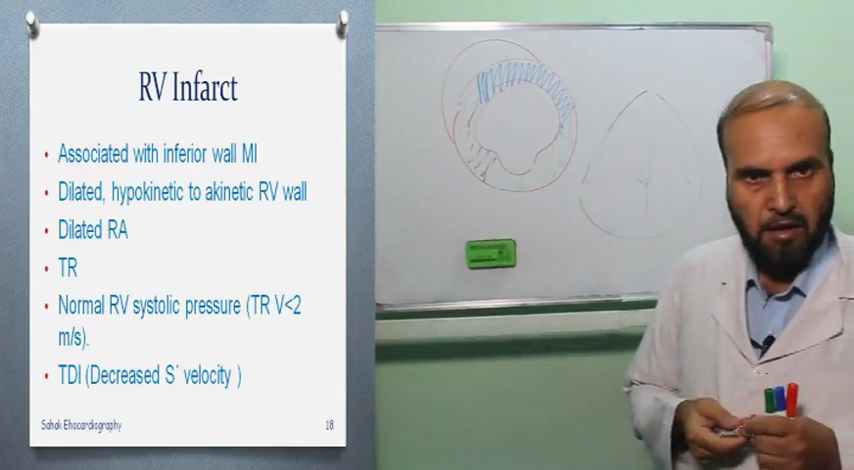 RV Infarct
• Associated with inferior wall MI
• Dilated, hypokinetic to akinetic RV wall
• Dilated RA
• TR
• Normal RV systolic pressure (TR V<2
m/s).
• TDI (Decreased S΄ velocity )
Sahak Ehocardiography 18